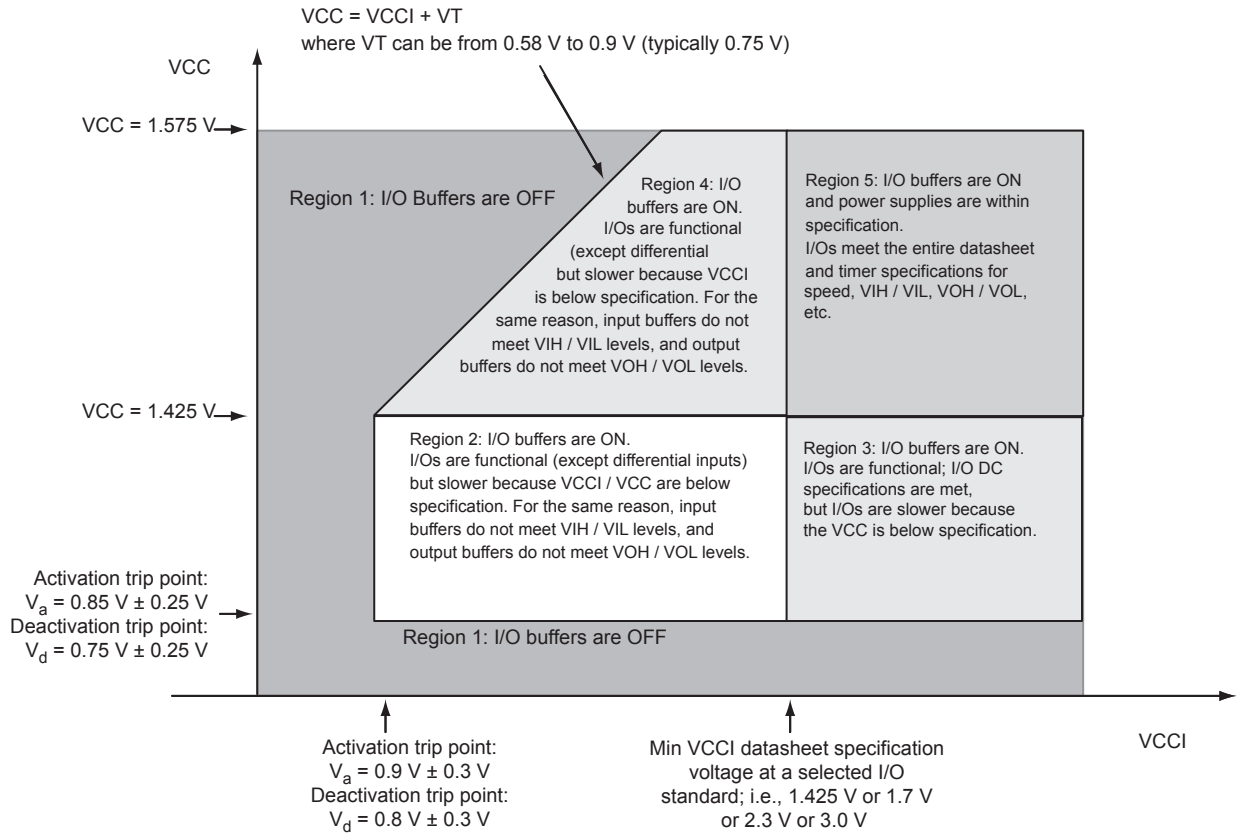 VCC = VCCI + VT
where VT can be from 0.58 V to 0.9 V (typically 0.75 V)
VCC
VCC = 1.575 V
Region 1: I/O Buffers are OFF
Region 4: I/O
buffers are ON.
I/Os are functional
(except differential
but slower because VCCI
is below specification. For the
same reason, input buffers do not
meet VIH / VIL levels, and output
buffers do not meet VOH / VOL levels.
Region 5: I/O buffers are ON
and power supplies are within
specification.
I/Os meet the entire datasheet
and timer specifications for
speed, VIH / VIL, VOH / VOL,
etc.
VCC = 1.425 V
Region 2: I/O buffers are ON.
I/Os are functional (except differential inputs)
but slower because VCCI / VCC are below
specification. For the same reason, input
buffers do not meet VIH / VIL levels, and
output buffers do not meet VOH / VOL levels.
Region 3: I/O buffers are ON.
I/Os are functional; I/O DC
specifications are met,
but I/Os are slower because
the VCC is below specification.
Activation trip point:
Va = 0.85 V ± 0.25 V
Deactivation trip point:
Vd = 0.75 V ± 0.25 V
Region 1: I/O buffers are OFF
Activation trip point:
Va = 0.9 V ± 0.3 V
Deactivation trip point:
Vd = 0.8 V ± 0.3 V
Min VCCI datasheet specification
voltage at a selected I/O
standard; i.e., 1.425 V or 1.7 V
or 2.3 V or 3.0 V
VCCI